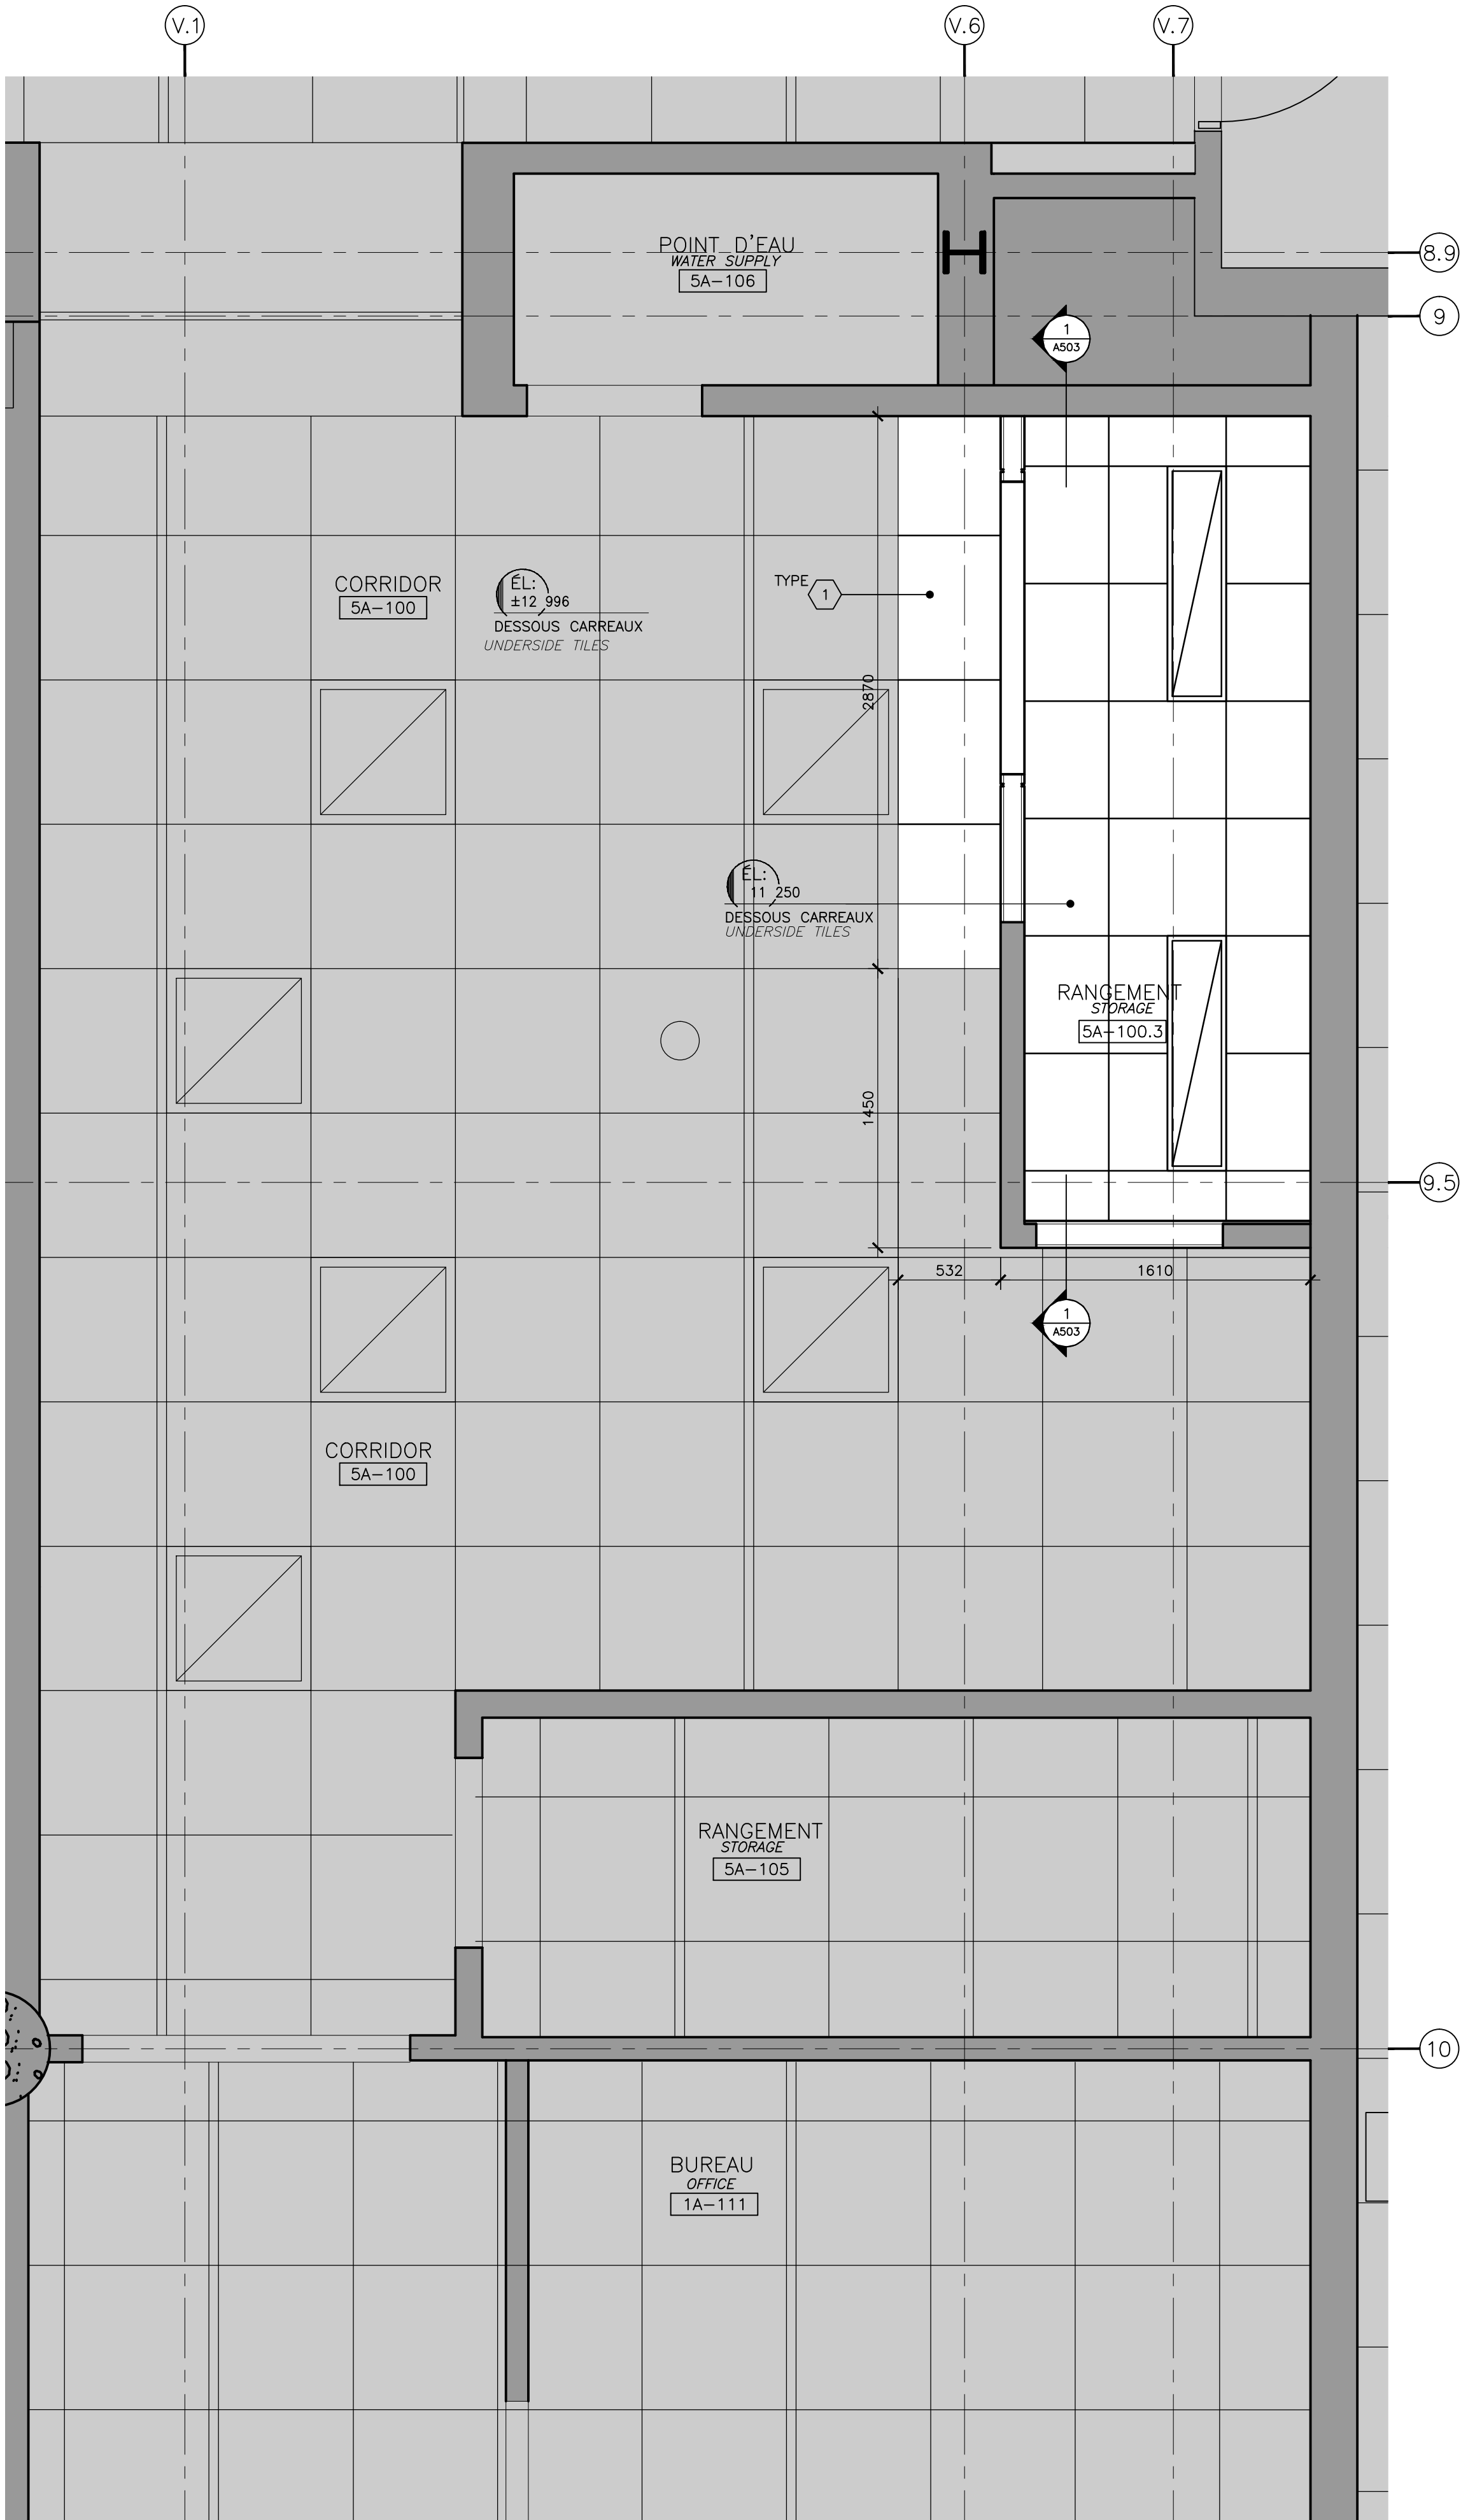 V.1
V.6
V.7
POINT D'EAU
WATER SUPPLY
5A-106
8.9
9
1
A503
CORRIDOR
5A-100
ÉL:
±12 996
DESSOUS CARREAUX
UNDERSIDE TILES
TYPE
1
2870
ÉL:
11 250
DESSOUS CARREAUX
UNDERSIDE TILES
RANGEMENT
STORAGE
5A-100.3
1450
9.5
532
1610
1
A503
CORRIDOR
5A-100
RANGEMENT
STORAGE
5A-105
10
BUREAU
OFFICE
1A-111